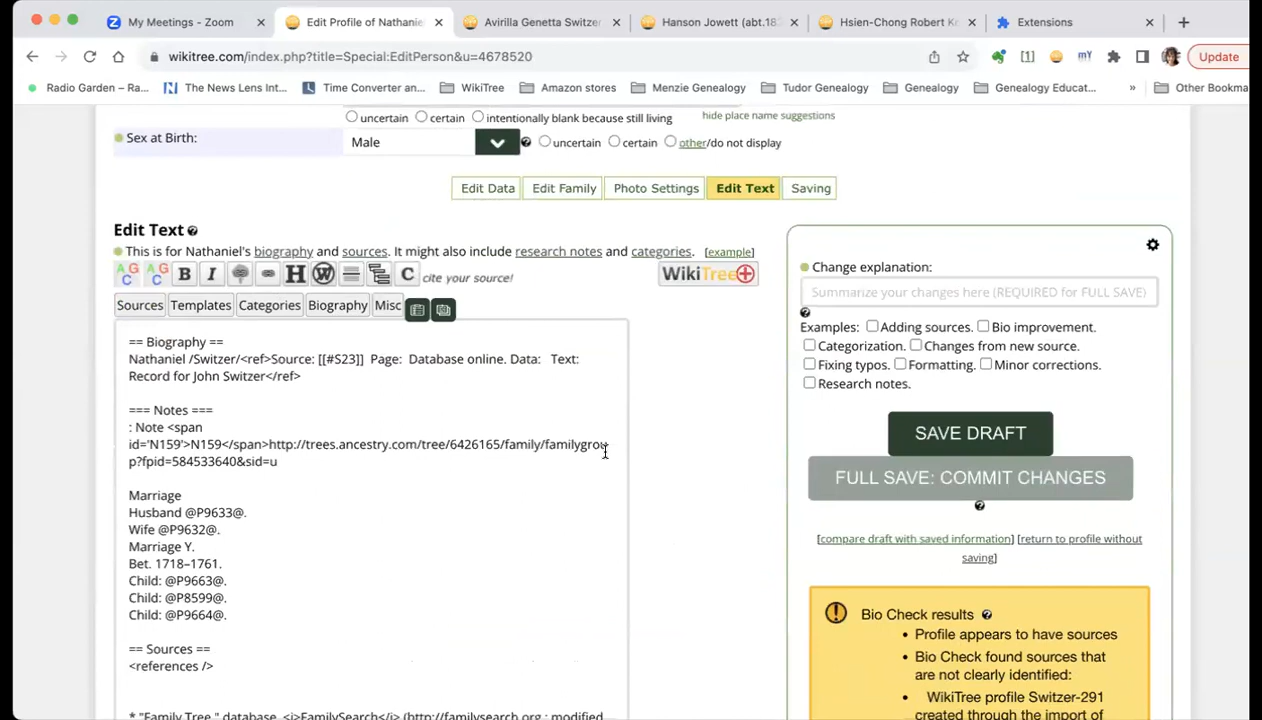 My Meetings - Zoom
Edit Profile of Nathanie
Avirilla Genetta Switzer
Hanson Jowett (abt.18
Hsien-Chong Robert K
Extensions
wikitree.com/index.php?title=Special:EditPerson&u=4678520
Update
Radio Garden – Ra...
The News Lens Int...
Time Converter an...
WikiTree
Amazon stores
Menzie Genealogy
Tudor Genealogy
Genealogy
Genealogy Educat...
»
Other Bookma
uncertain certain intentionally blank because still living
hide place name suggestions
Sex at Birth:
Male
uncertain certain other/do not display
Edit Data
Edit Family
Photo Settings
Edit Text
Saving
Edit Text
This is for Nathaniel's biography and sources. It might also include research notes and categories. [example]
B I H W C cite your source!
WikiTree+
Sources
Templates
Categories
Biography
Misc
== Biography ==
Nathaniel /Switzer/<ref>Source: [[#S23]] Page: Database online. Data: Text:
Record for John Switzer</ref>
=== Notes ===
: Note <span
id='N159'>N159</span>http://trees.ancestry.com/tree/6426165/family/familygrou
p?fpid=584533640&sid=u
Marriage
Husband @P9633@.
Wife @P9632@.
Marriage Y.
Bet. 1718–1761.
Child: @P9663@.
Child: @P8599@.
Child: @P9664@.
== Sources ==
<references />
* "Family Tree," database, <i>FamilySearch</i> (http://familysearch.org : modified
Change explanation:
Summarize your changes here (REQUIRED for FULL SAVE)
Examples: Adding sources. Bio improvement.
Categorization. Changes from new source.
Fixing typos. Formatting. Minor corrections.
Research notes.
SAVE DRAFT
FULL SAVE: COMMIT CHANGES
[compare draft with saved information] [return to profile without
saving]
Bio Check results
• Profile appears to have sources
• Bio Check found sources that
are not clearly identified:
• WikiTree profile Switzer-291
created through the import of